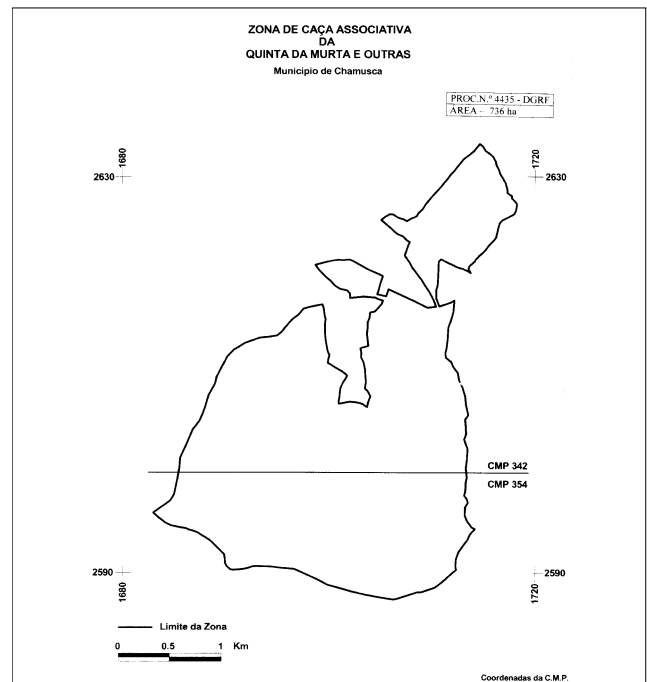 ZONA DE CAÇA ASSOCIATIVA
DA
QUINTA DA MURTA E OUTRAS
Município de Chamusca
PROC.N.º 4435 - DGRF
ÁREA - 736 ha
1680
1720
2630
2630
CMP 342
CMP 354
2590
2590
1680
1720
Limite da Zona
0 0.5 1 Km
Coordenadas da C.M.P.